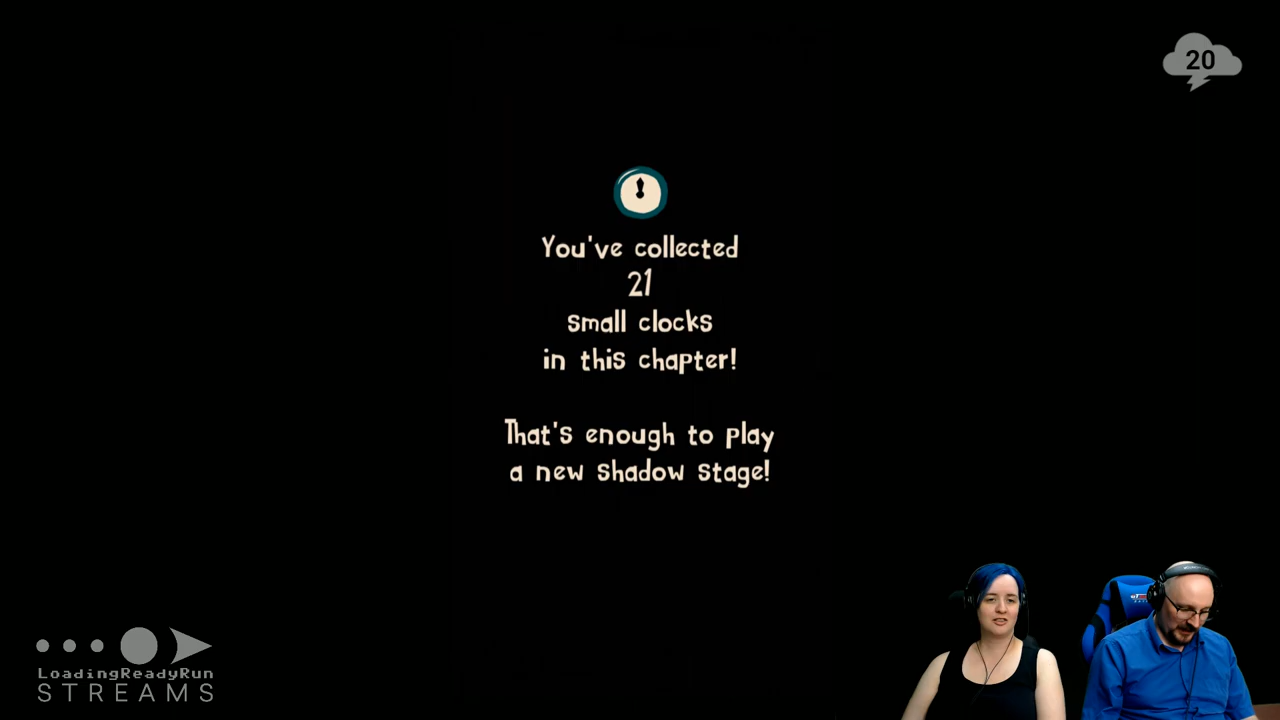 20
You've collected
21
small clocks
in this chapter!
That's enough to play
a new shadow stage!
LoadingReadyRun
STREAMS